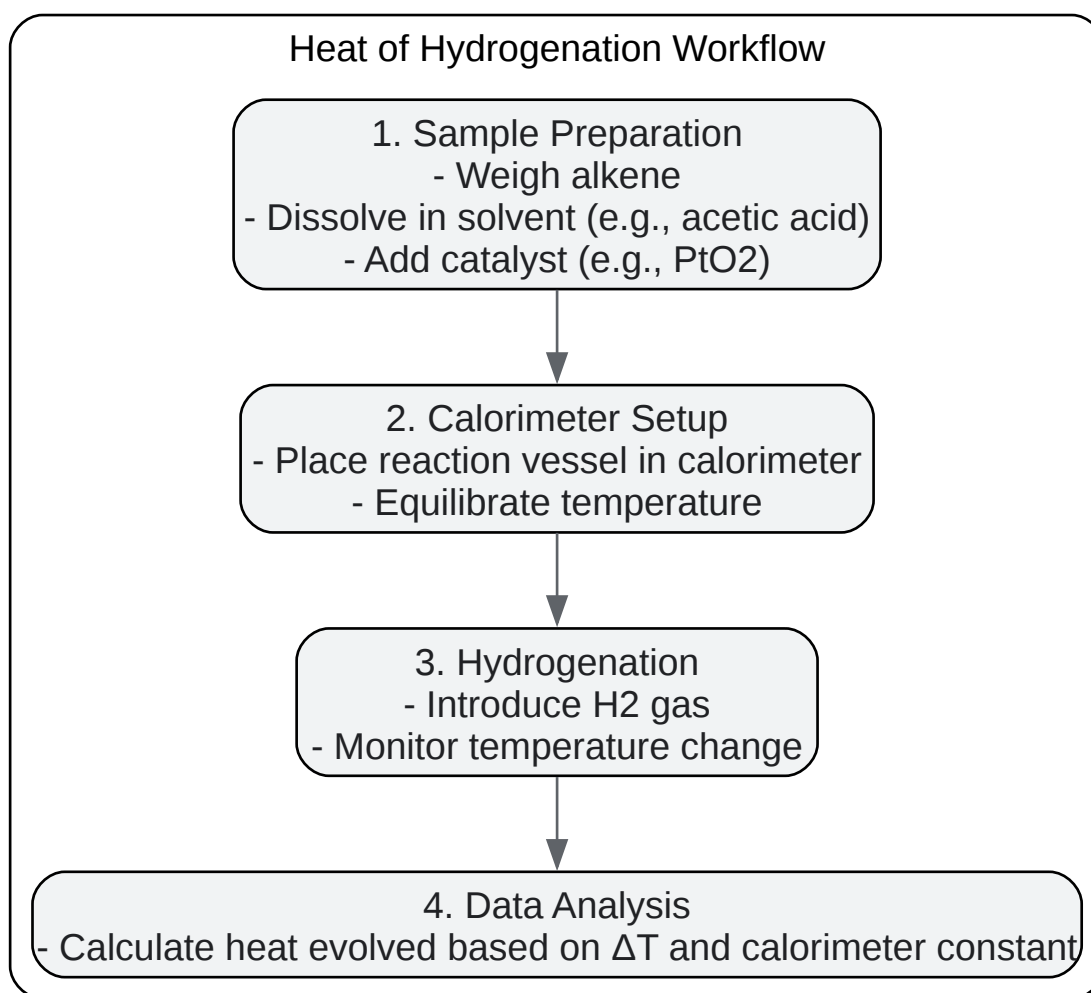 Heat of Hydrogenation Workflow
1. Sample Preparation
- Weigh alkene
- Dissolve in solvent (e.g., acetic acid)
- Add catalyst (e.g., PtO2)
2. Calorimeter Setup
- Place reaction vessel in calorimeter
- Equilibrate temperature
3. Hydrogenation
- Introduce H2 gas
- Monitor temperature change
4. Data Analysis
- Calculate heat evolved based on ΔT and calorimeter constant